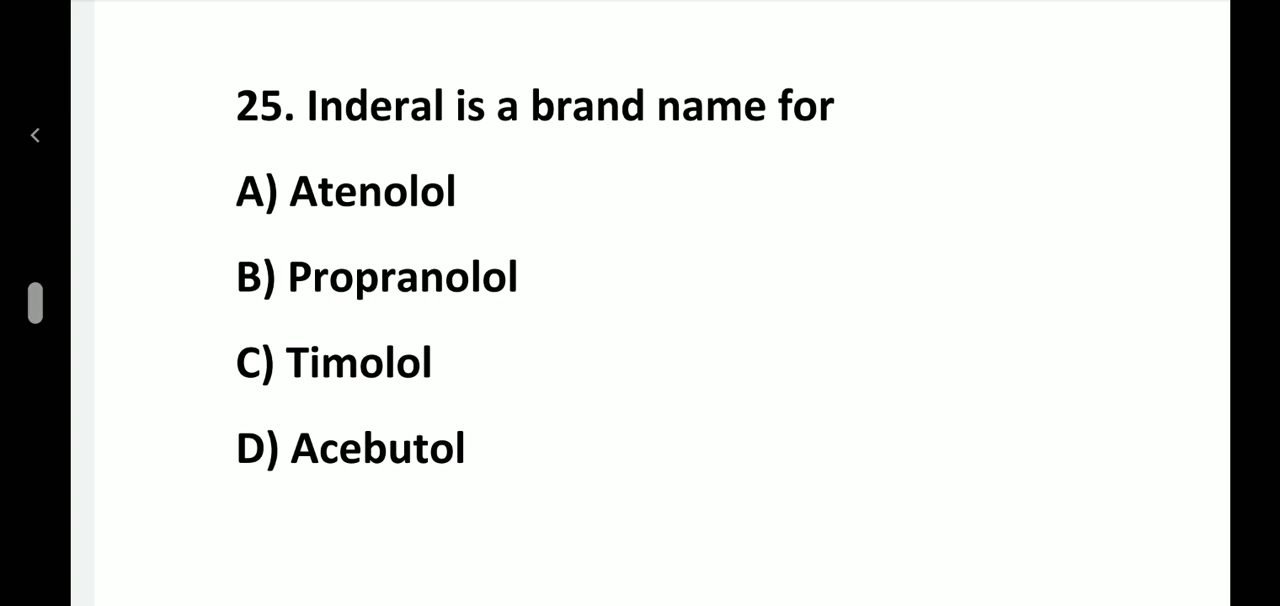 25. Inderal is a brand name for
A) Atenolol
B) Propranolol
C) Timolol
D) Acebutol